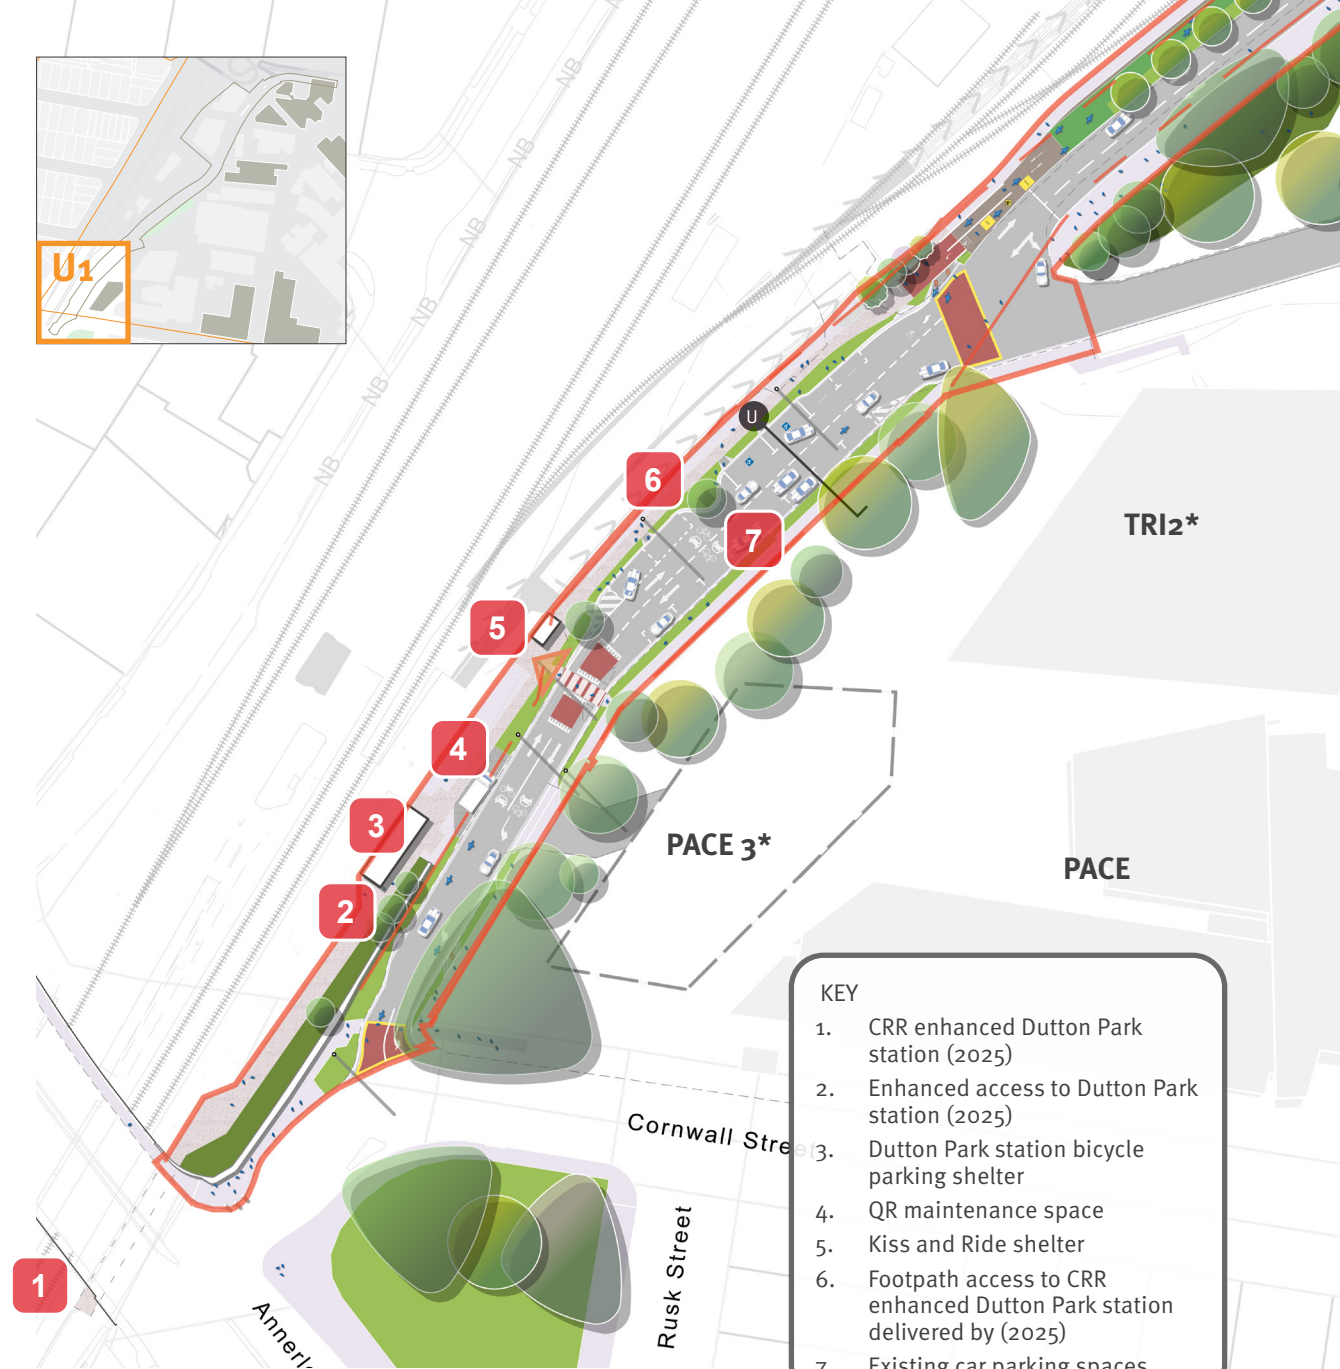 U1
NB
NB
NB
NB
NB
NB
NB
U
6
7
5
4
3
2
1
TRI2*
PACE 3*
PACE
Cornwall Street
Rusk Street
KEY
1. CRR enhanced Dutton Park
station (2025)
2. Enhanced access to Dutton Park
station (2025)
3. Dutton Park station bicycle
parking shelter
4. QR maintenance space
5. Kiss and Ride shelter
6. Footpath access to CRR
enhanced Dutton Park station
delivered by (2025)
7. Existing car parking spaces